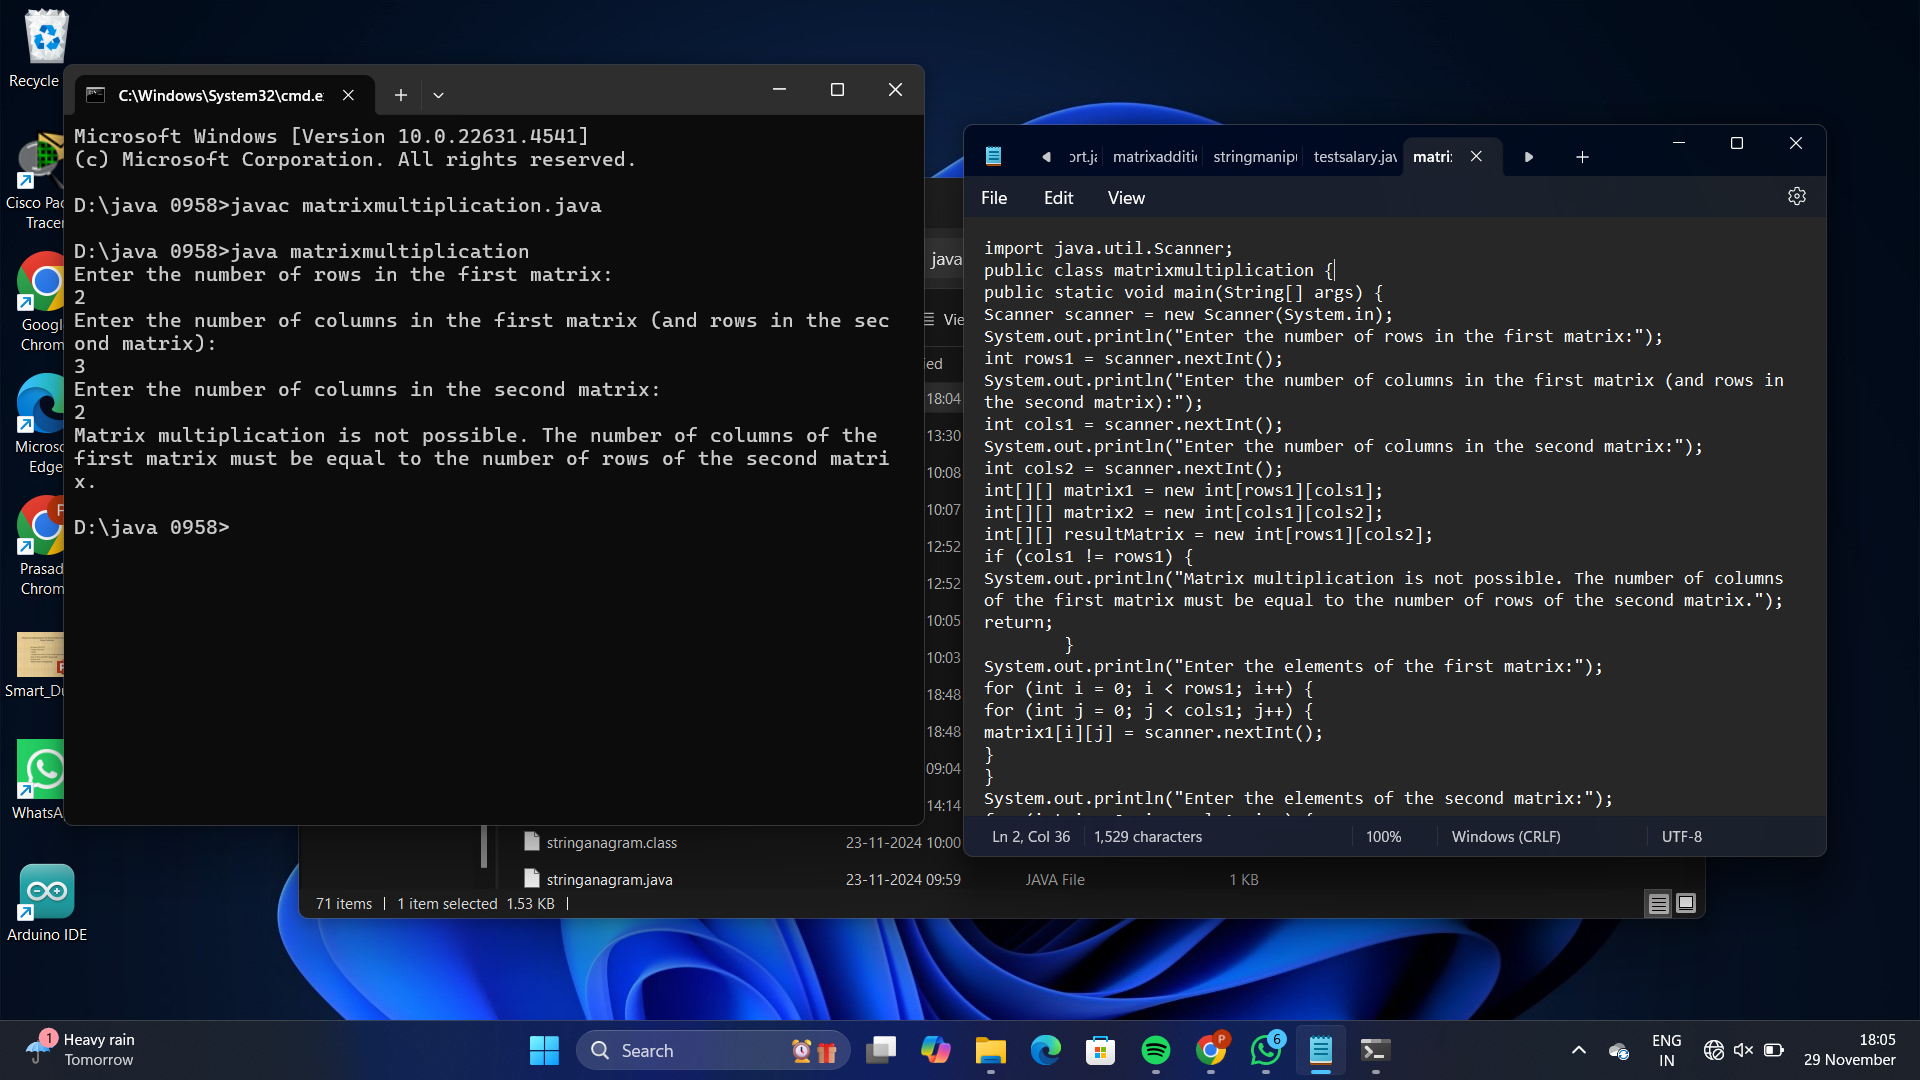 Recycle
Cisco Pac
Tracer
Googl
Chrom
Micros
Edge
Prasad
Chrom
Smart_Du
WhatsA
Arduino IDE
C:\Windows\System32\cmd.e
Microsoft Windows [Version 10.0.22631.4541]
(c) Microsoft Corporation. All rights reserved.
D:\java 0958>javac matrixmultiplication.java
D:\java 0958>java matrixmultiplication
Enter the number of rows in the first matrix:
2
Enter the number of columns in the first matrix (and rows in the sec
ond matrix):
3
Enter the number of columns in the second matrix:
2
Matrix multiplication is not possible. The number of columns of the
first matrix must be equal to the number of rows of the second matri
x.
D:\java 0958>
java
Vie
ied
18:04
13:30
10:08
10:07
12:52
12:52
10:05
10:03
18:48
18:48
09:04
14:14
stringanagram.class 23-11-2024 10:00
stringanagram.java 23-11-2024 09:59 JAVA File 1 KB
71 items 1 item selected 1.53 KB
ort.ja matrixadditic stringmanipu testsalary.jav matri
File Edit View
import java.util.Scanner;
public class matrixmultiplication {
public static void main(String[] args) {
Scanner scanner = new Scanner(System.in);
System.out.println("Enter the number of rows in the first matrix:");
int rows1 = scanner.nextInt();
System.out.println("Enter the number of columns in the first matrix (and rows in
the second matrix):");
int cols1 = scanner.nextInt();
System.out.println("Enter the number of columns in the second matrix:");
int cols2 = scanner.nextInt();
int[][] matrix1 = new int[rows1][cols1];
int[][] matrix2 = new int[cols1][cols2];
int[][] resultMatrix = new int[rows1][cols2];
if (cols1 != rows1) {
System.out.println("Matrix multiplication is not possible. The number of columns
of the first matrix must be equal to the number of rows of the second matrix.");
return;
}
System.out.println("Enter the elements of the first matrix:");
for (int i = 0; i < rows1; i++) {
for (int j = 0; j < cols1; j++) {
matrix1[i][j] = scanner.nextInt();
}
}
System.out.println("Enter the elements of the second matrix:");
Ln 2, Col 36 1,529 characters 100% Windows (CRLF) UTF-8
1
Heavy rain
Tomorrow
Search
P
6
ENG
IN
18:05
29 November